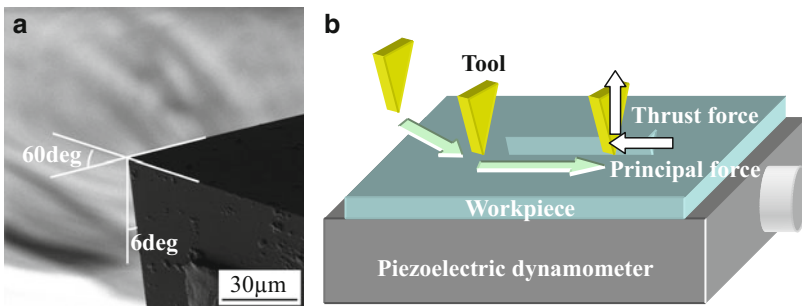 a
60deg
6deg
30μm
b
Tool
Thrust force
Principal force
Workpiece
Piezoelectric dynamometer